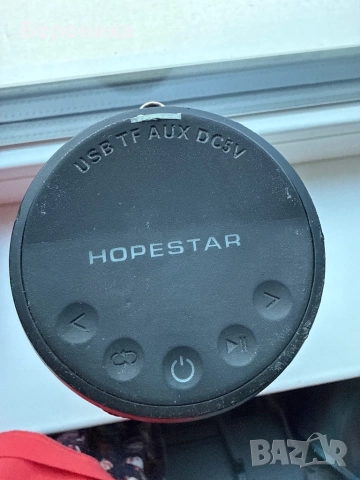 USB TF AUX DC5V
HOPESTAR
BAZAR